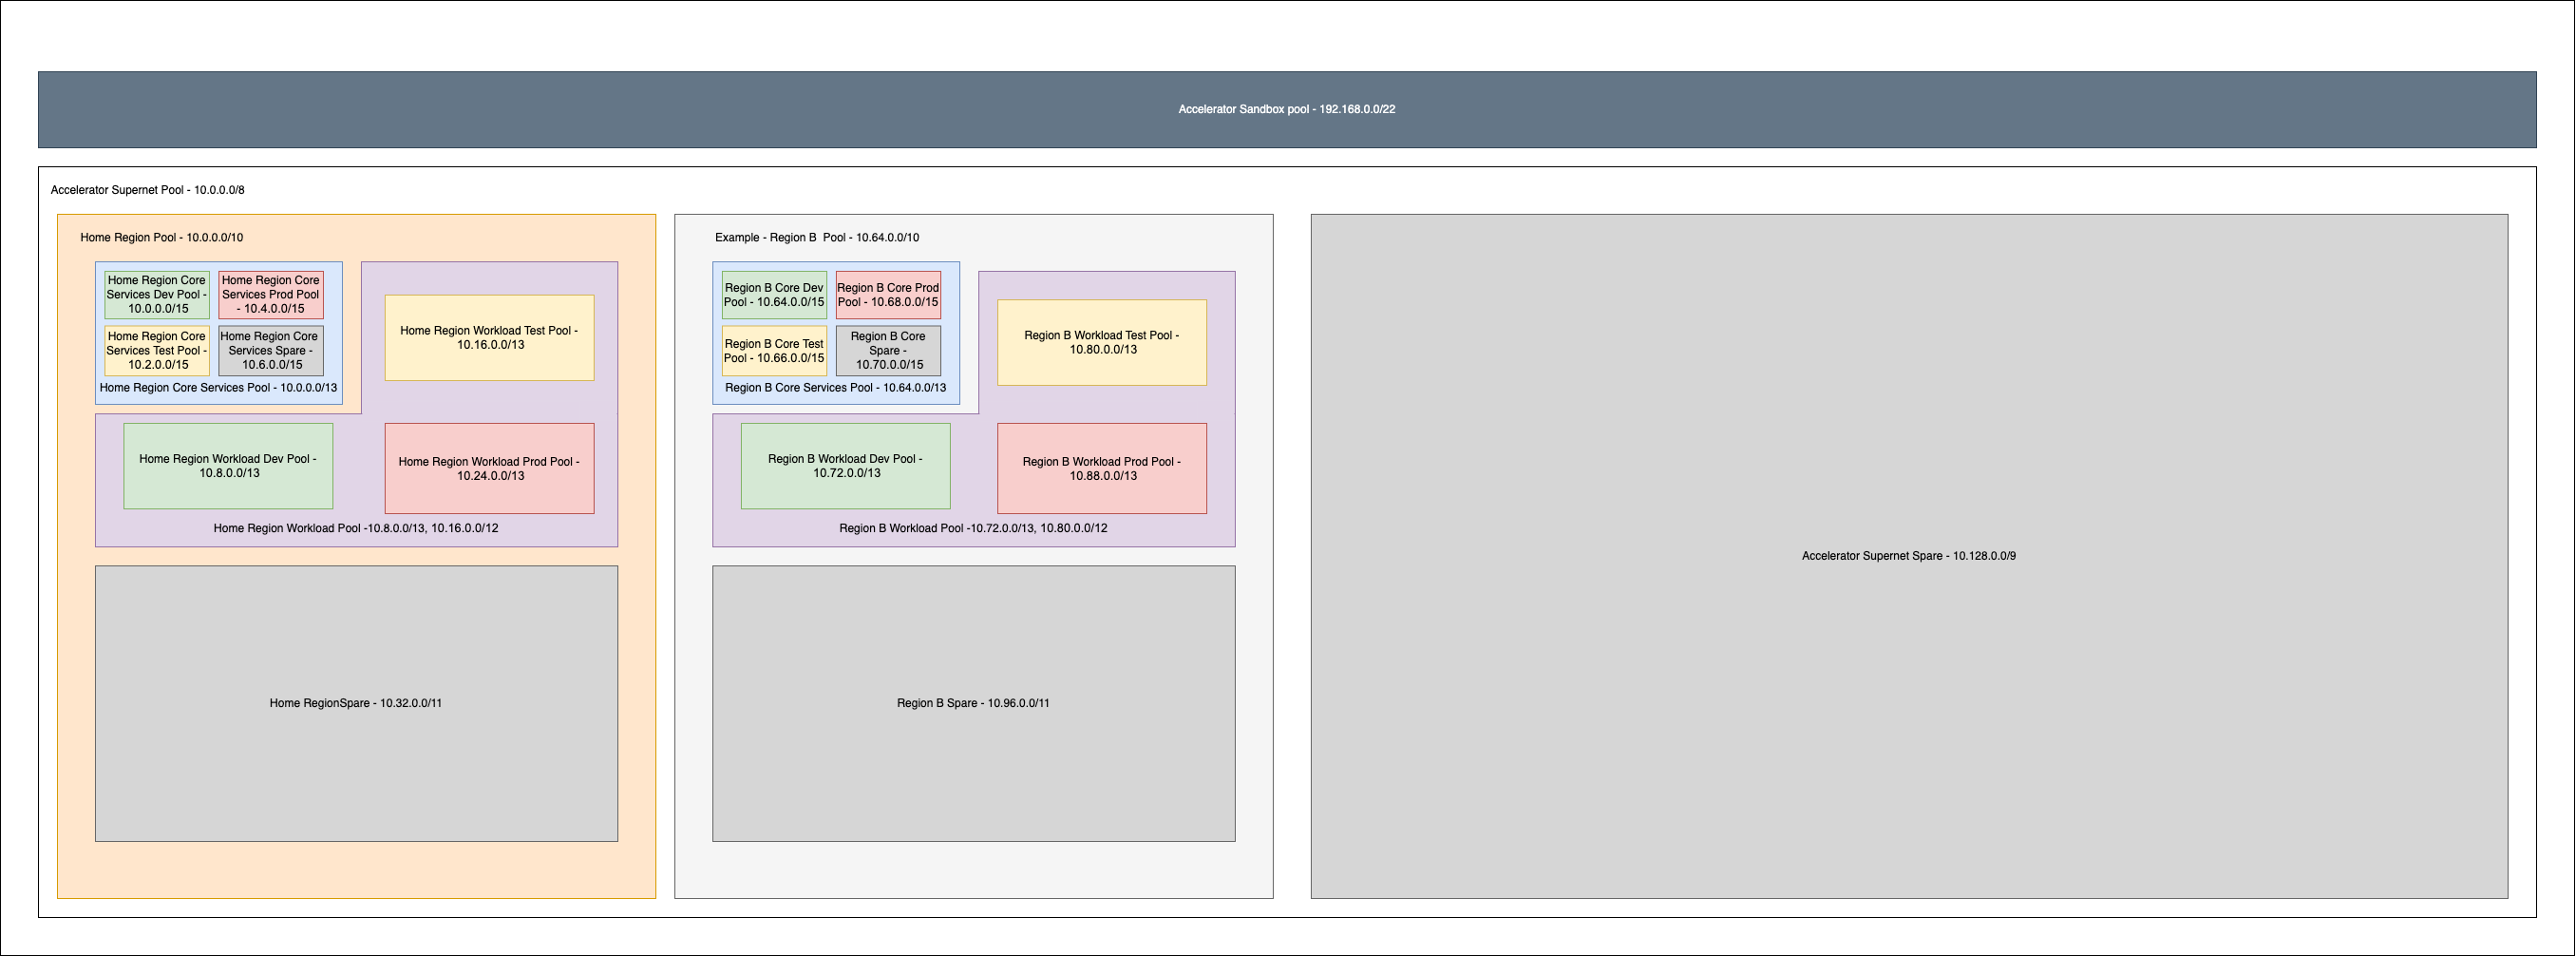 Accelerator Sandbox pool - 192.168.0.0/22
Accelerator Supernet Pool - 10.0.0.0/8
Home Region Pool - 10.0.0.0/10
Home Region Core
Services Dev Pool -
10.0.0.0/15
Home Region Core
Services Prod Pool
- 10.4.0.0/15
Home Region Core
Services Test Pool -
10.2.0.0/15
Home Region Core
Services Spare -
10.6.0.0/15
Home Region Core Services Pool - 10.0.0.0/13
Home Region Workload Test Pool -
10.16.0.0/13
Home Region Workload Dev Pool -
10.8.0.0/13
Home Region Workload Prod Pool -
10.24.0.0/13
Home Region Workload Pool -10.8.0.0/13, 10.16.0.0/12
Home RegionSpare - 10.32.0.0/11
Example - Region B  Pool - 10.64.0.0/10
Region B Core Dev
Pool - 10.64.0.0/15
Region B Core Prod
Pool - 10.68.0.0/15
Region B Core Test
Pool - 10.66.0.0/15
Region B Core
Spare -
10.70.0.0/15
Region B Core Services Pool - 10.64.0.0/13
Region B Workload Test Pool -
10.80.0.0/13
Region B Workload Dev Pool -
10.72.0.0/13
Region B Workload Prod Pool -
10.88.0.0/13
Region B Workload Pool -10.72.0.0/13, 10.80.0.0/12
Region B Spare - 10.96.0.0/11
Accelerator Supernet Spare - 10.128.0.0/9